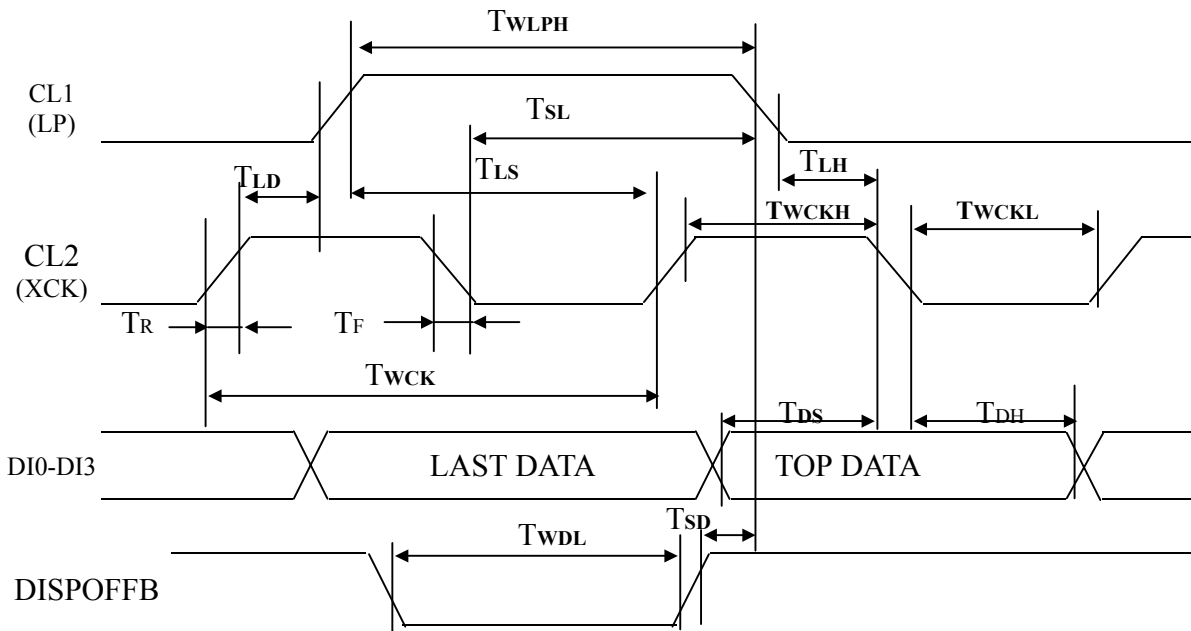 TWLPH
CL1
(LP)
TSL
TLS
TLH
TLD
TWCKH
TWCKL
CL2
(XCK)
TR
TF
TWCK
TDS
TDH
DI0-DI3
LAST DATA
TOP DATA
TSD
TWDL
DISPOFFB